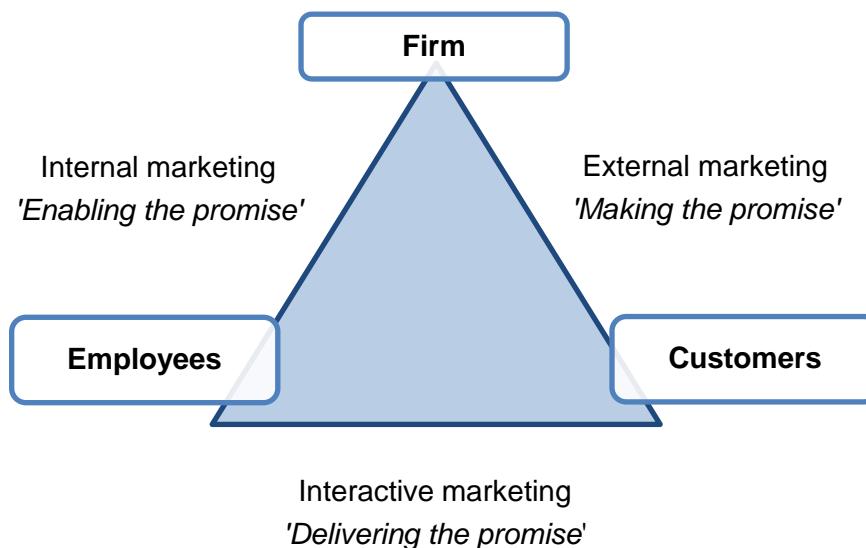 Firm
Internal marketing
'Enabling the promise'
External marketing
'Making the promise'
Employees
Customers
Interactive marketing
'Delivering the promise'